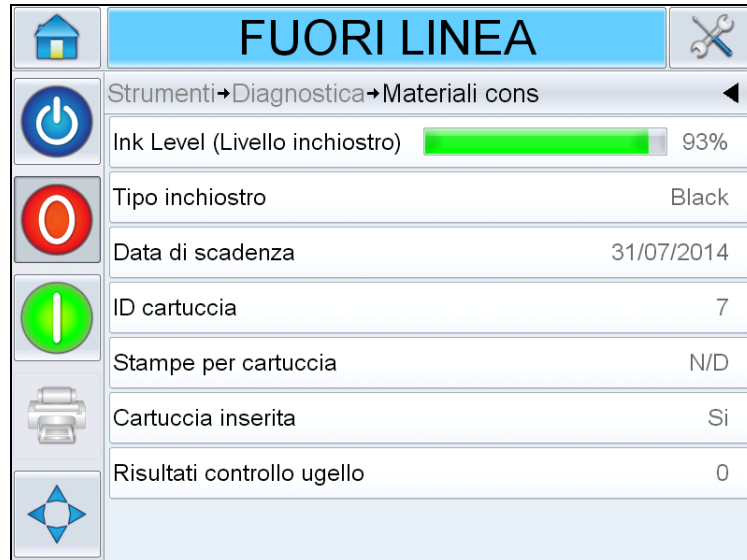 FUORI LINEA
Strumenti→Diagnostica→Materiali cons
Ink Level (Livello inchiostro) 93%
Tipo inchiostro Black
Data di scadenza 31/07/2014
ID cartuccia 7
Stampe per cartuccia N/D
Cartuccia inserita Si
Risultati controllo ugello 0